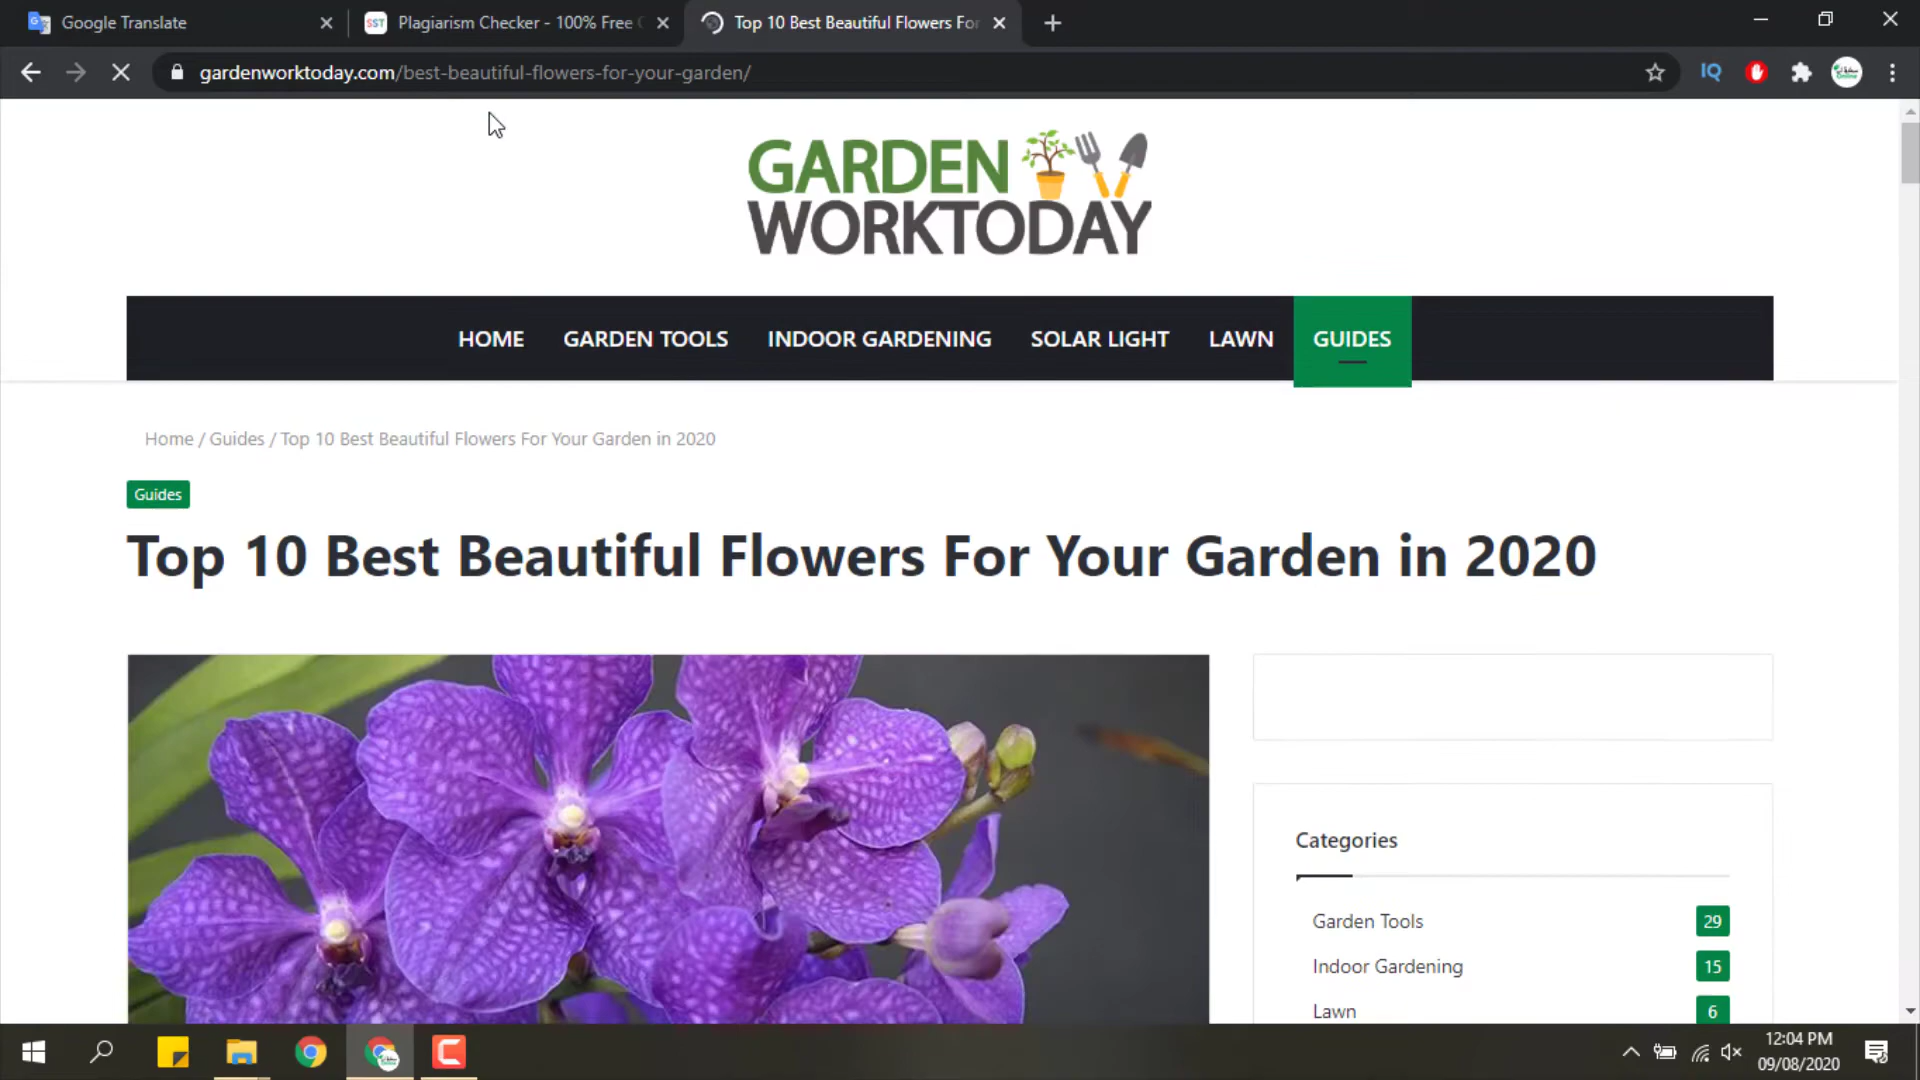 Google Translate
SST
Plagiarism Checker - 100% Free
Top 10 Best Beautiful Flowers For
gardenworktoday.com/best-beautiful-flowers-for-your-garden/
IQ
GARDEN
WORKTODAY
HOME GARDEN TOOLS INDOOR GARDENING SOLAR LIGHT LAWN GUIDES
Home / Guides / Top 10 Best Beautiful Flowers For Your Garden in 2020
Guides
Top 10 Best Beautiful Flowers For Your Garden in 2020
Categories
Garden Tools 29
Indoor Gardening 15
Lawn 6
12:04 PM
09/08/2020